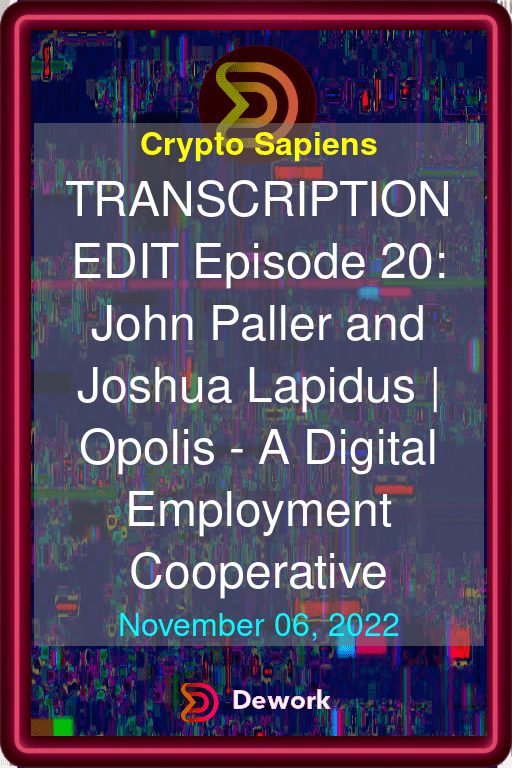 Crypto Sapiens
TRANSCRIPTION
EDIT Episode 20:
John Paller and
Joshua Lapidus |
Opolis - A Digital
Employment
Cooperative
November 06, 2022
Dework